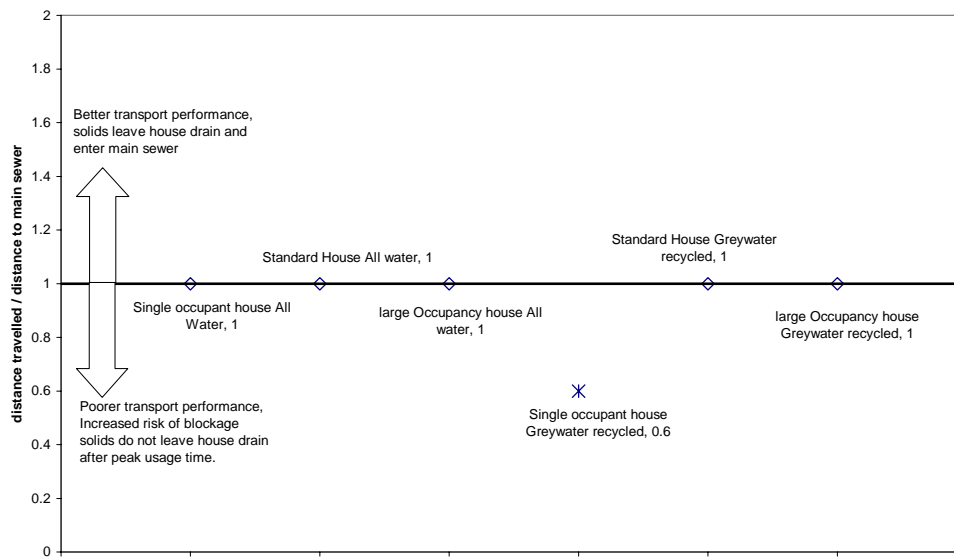 2
1.8
1.6
1.4
1.2
1
0.8
0.6
0.4
0.2
0
distance travelled / distance to main sewer
Better transport performance,
solids leave house drain and
enter main sewer
Poorer transport performance,
Increased risk of blockage
solids do not leave house drain
after peak usage time.
Single occupant house All
Water, 1
Standard House All water, 1
large Occupancy house All
water, 1
Single occupant house
Greywater recycled, 0.6
Standard House Greywater
recycled, 1
large Occupancy house
Greywater recycled, 1